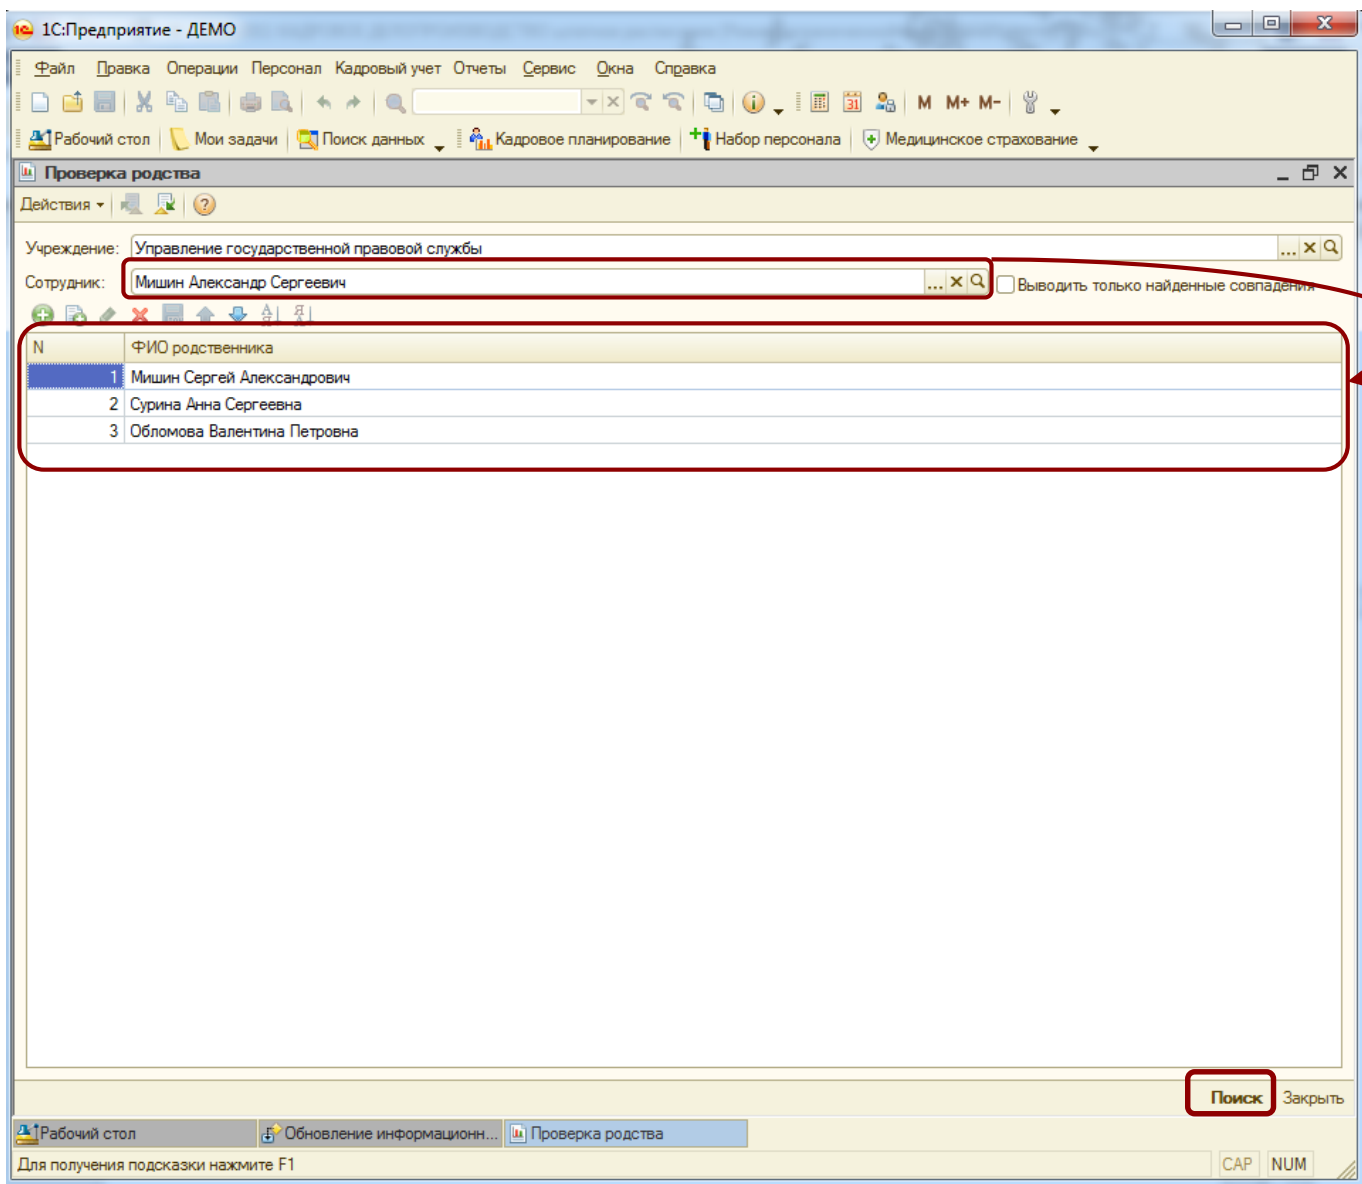 1С:Предприятие - ДЕМО
Файл Правка Операции Персонал Кадровый учет Отчеты Сервис Окна Справка
31 M M+ M-
Рабочий стол Мои задачи Поиск данных Кадровое планирование Набор персонала Медицинское страхование
Проверка родства
Действия
Учреждение: Управление государственной правовой службы
Сотрудник: Мишин Александр Сергеевич ... Выводить только найденные совпадения
N ФИО родственника
1 Мишин Сергей Александрович
2 Сурина Анна Сергеевна
3 Обломова Валентина Петровна
Поиск Закрыть
Рабочий стол Обновление информационн... Проверка родства
Для получения подсказки нажмите F1 CAP NUM